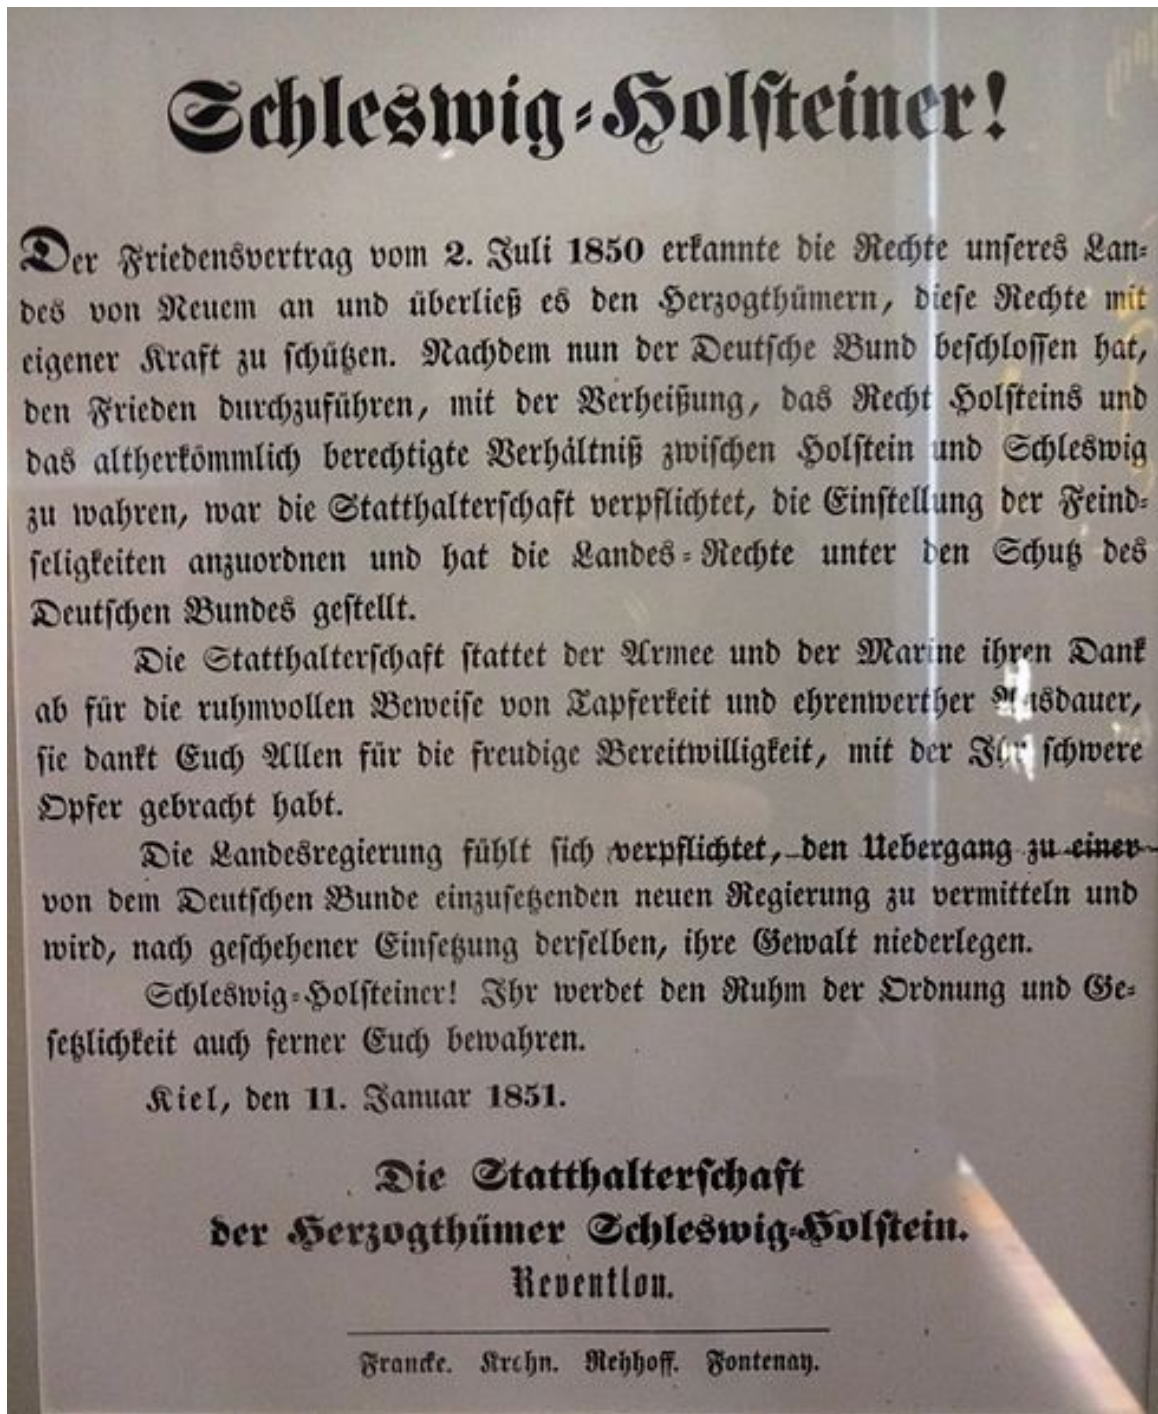 Schleswig-Holsteiner!
Der Friedensvertrag vom 2. Juli 1850 erkannte die Rechte unseres Lan-
des von Neuem an und überließ es den Herzogthümern, diese Rechte mit
eigener Kraft zu schützen. Nachdem nun der Deutsche Bund beschlossen hat,
den Frieden durchzuführen, mit der Verheißung, das Recht Holsteins und
das altherkömmlich berechtigte Verhältniß zwischen Holstein und Schleswig
zu wahren, war die Statthalterschaft verpflichtet, die Einstellung der Feind-
seligkeiten anzuordnen und hat die Landes-Rechte unter den Schutz des
Deutschen Bundes gestellt.
Die Statthalterschaft stattet der Armee und der Marine ihren Dank
ab für die ruhmvollen Beweise von Tapferkeit und ehrenwerther Ausdauer,
sie dankt Euch Allen für die freudige Bereitwilligkeit, mit der Ihr schwere
Opfer gebracht habt.
Die Landesregierung fühlt sich verpflichtet, den Uebergang zu einer
von dem Deutschen Bunde einzusetzenden neuen Regierung zu vermitteln und
wird, nach geschehener Einsetzung derselben, ihre Gewalt niederlegen.
Schleswig-Holsteiner! Ihr werdet den Ruhm der Ordnung und Ge-
setzlichkeit auch ferner Euch bewahren.
Kiel, den 11. Januar 1851.
Die Statthalterschaft
der Herzogthümer Schleswig-Holstein.
Reventlou.
Francke. Krohn. Rehhoff. Fontenay.